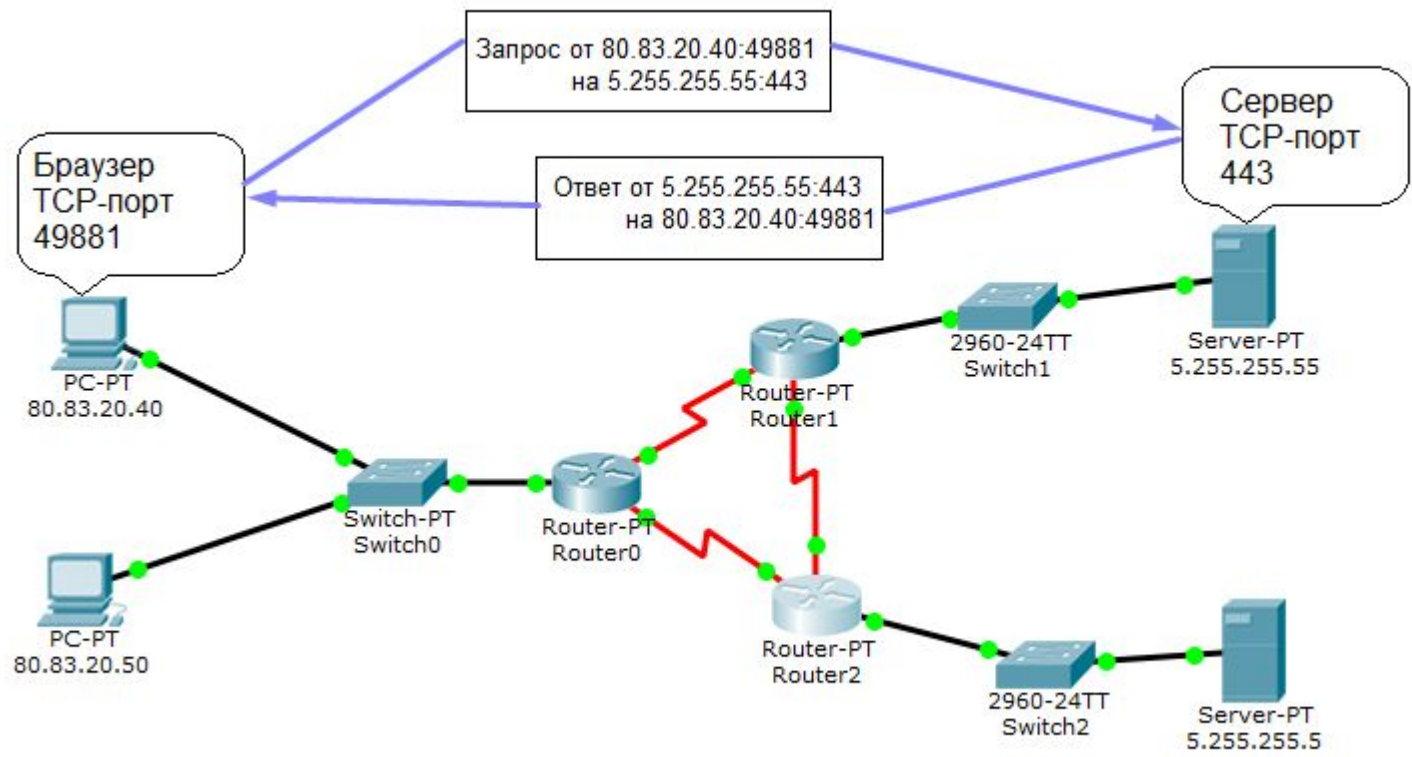 Запрос от 80.83.20.40:49881
на 5.255.255.55:443
Сервер
TCP-порт
443
Браузер
TCP-порт
49881
Ответ от 5.255.255.55:443
на 80.83.20.40:49881
PC-PT
80.83.20.40
Router-PT
Router1
2960-24TT
Switch1
Server-PT
5.255.255.55
Switch-PT
Switch0
Router-PT
Router0
PC-PT
80.83.20.50
Router-PT
Router2
2960-24TT
Switch2
Server-PT
5.255.255.5